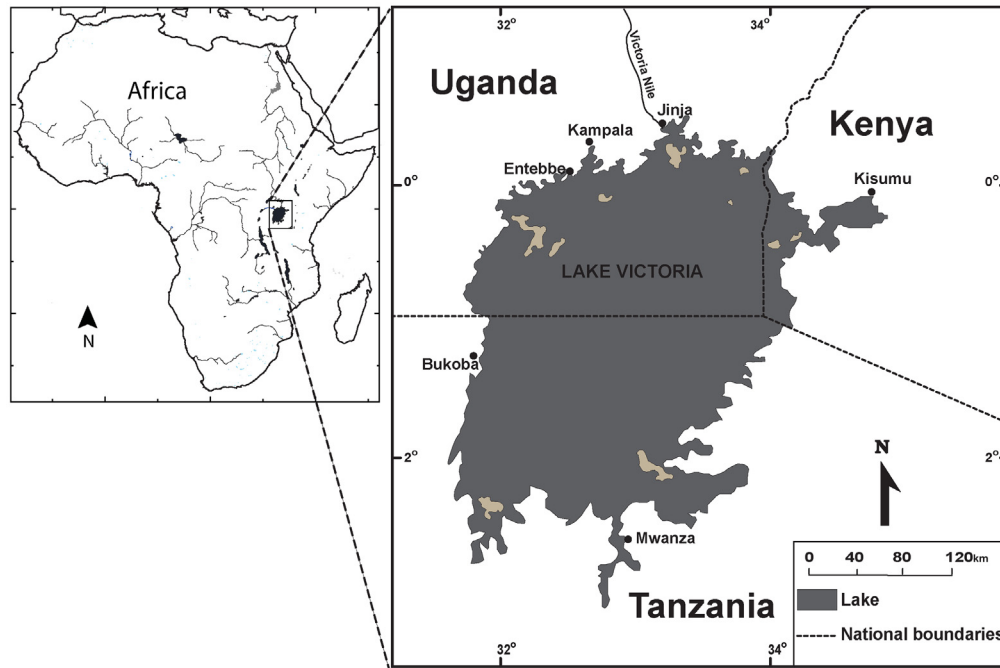 Africa
N
32°
34°
Uganda
Victoria Nile
Jinja
Kampala
Kenya
Entebbe
Kisumu
0°
0°
LAKE VICTORIA
Bukoba
2°
2°
N
Mwanza
Tanzania
0 40 80 120km
Lake
National boundaries
32°
34°